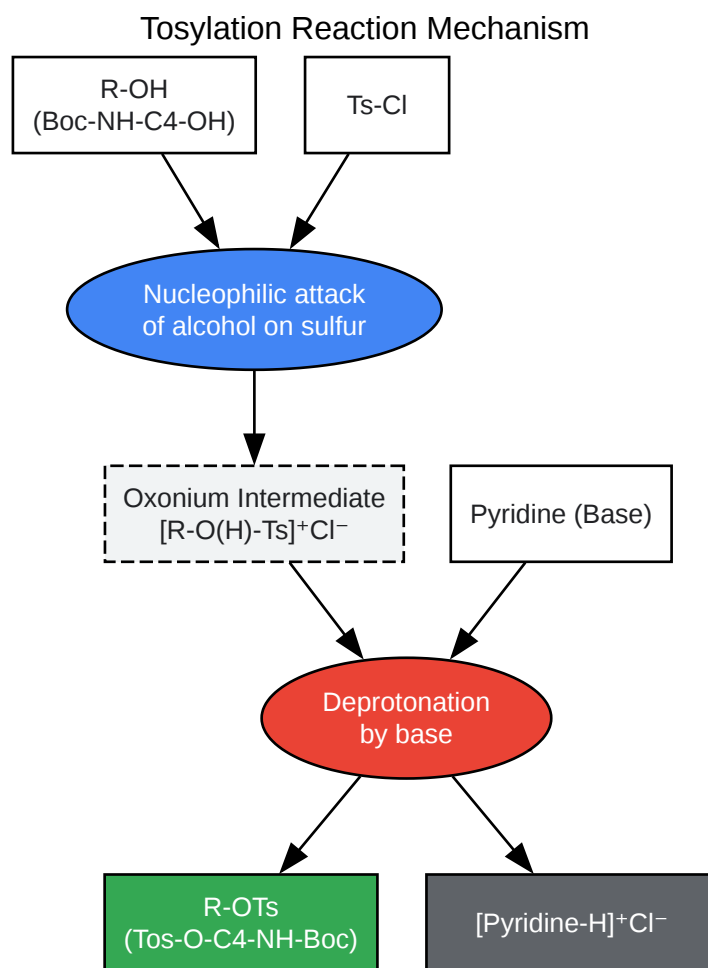 Tosylation Reaction Mechanism
R-OH
(Boc-NH-C4-OH)
Ts-Cl
Nucleophilic attack
of alcohol on sulfur
Oxonium Intermediate
[R-O(H)-Ts]⁺Cl⁻
Pyridine (Base)
Deprotonation
by base
R-OTs
(Tos-O-C4-NH-Boc)
[Pyridine-H]⁺Cl⁻